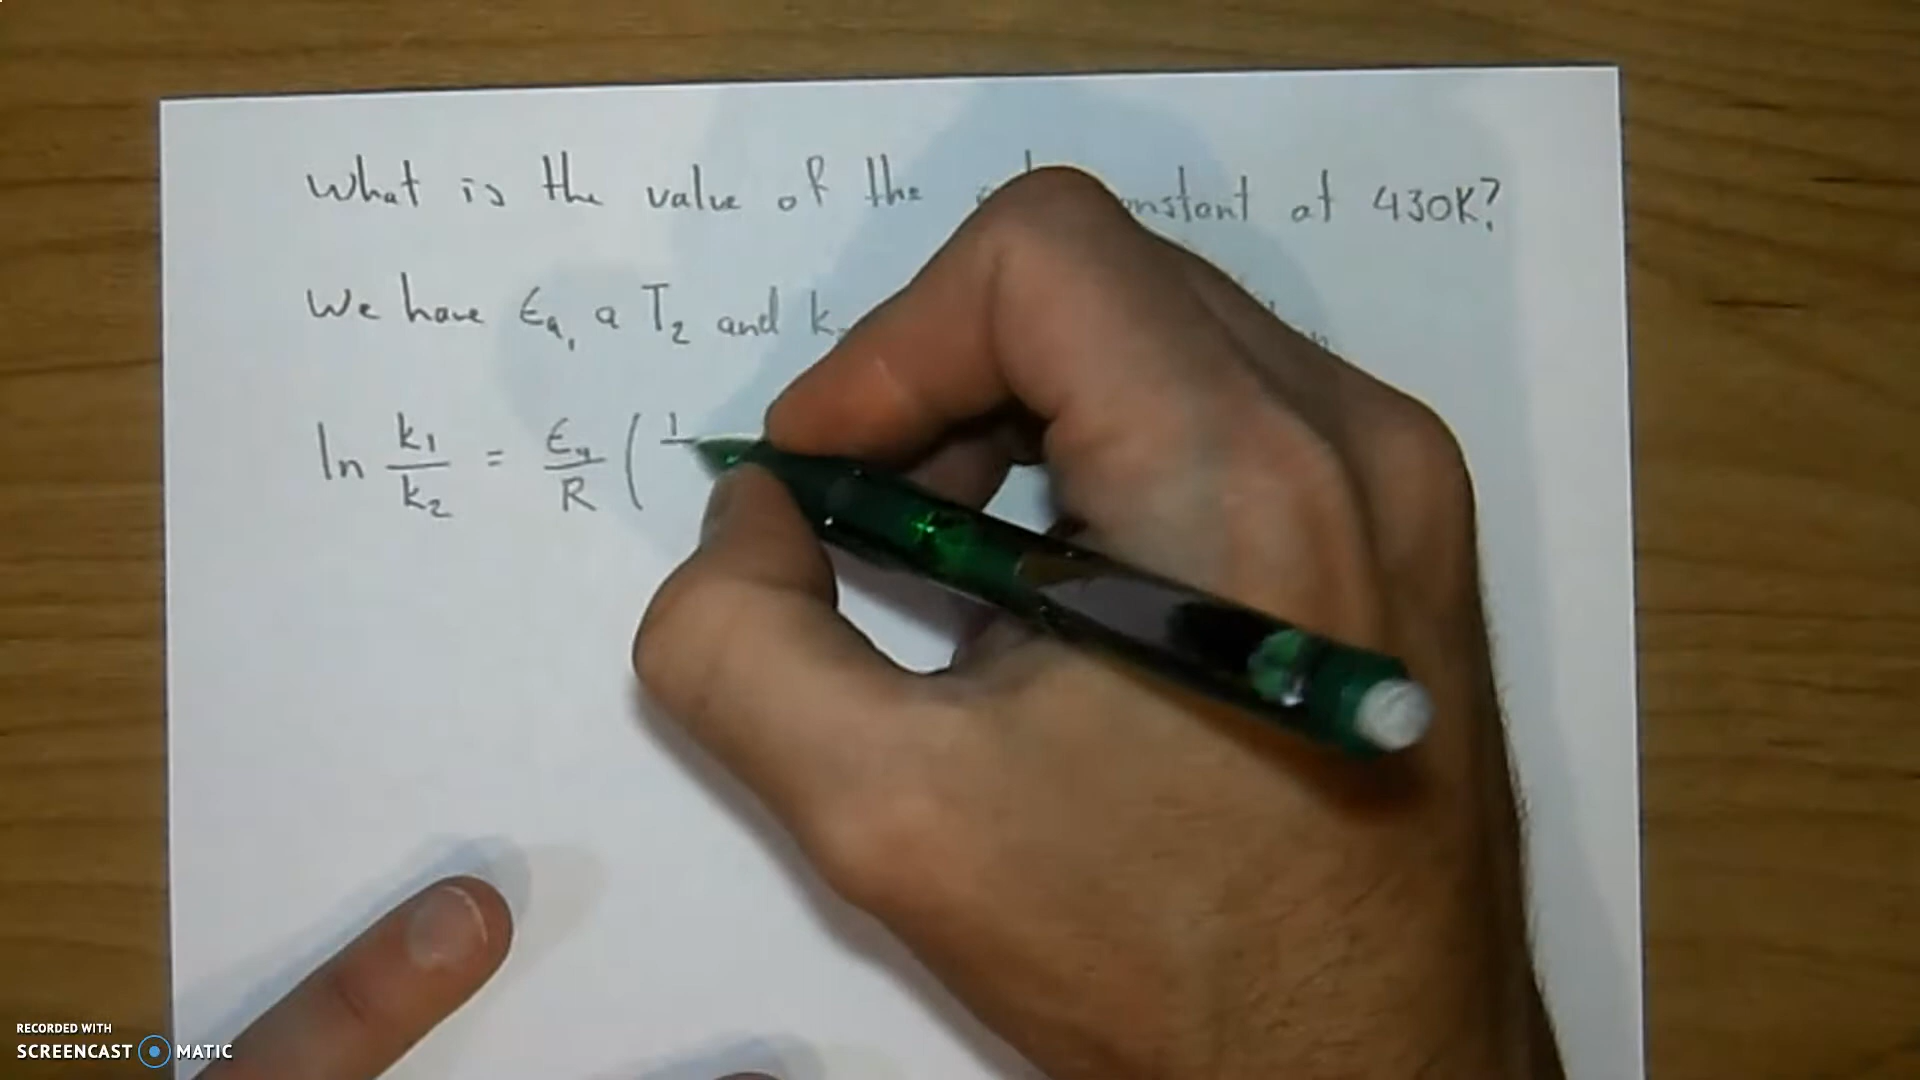 What is the value of the constant at 430K?
We have Ea, a T2 and k
ln k1/k2 = Ea/R ( 1
RECORDED WITH
SCREENCAST MATIC